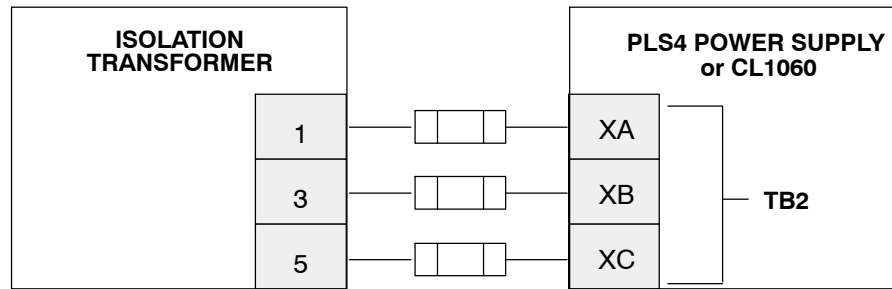 ISOLATION
TRANSFORMER
PLS4 POWER SUPPLY
or CL1060
1
XA
3
XB
TB2
5
XC